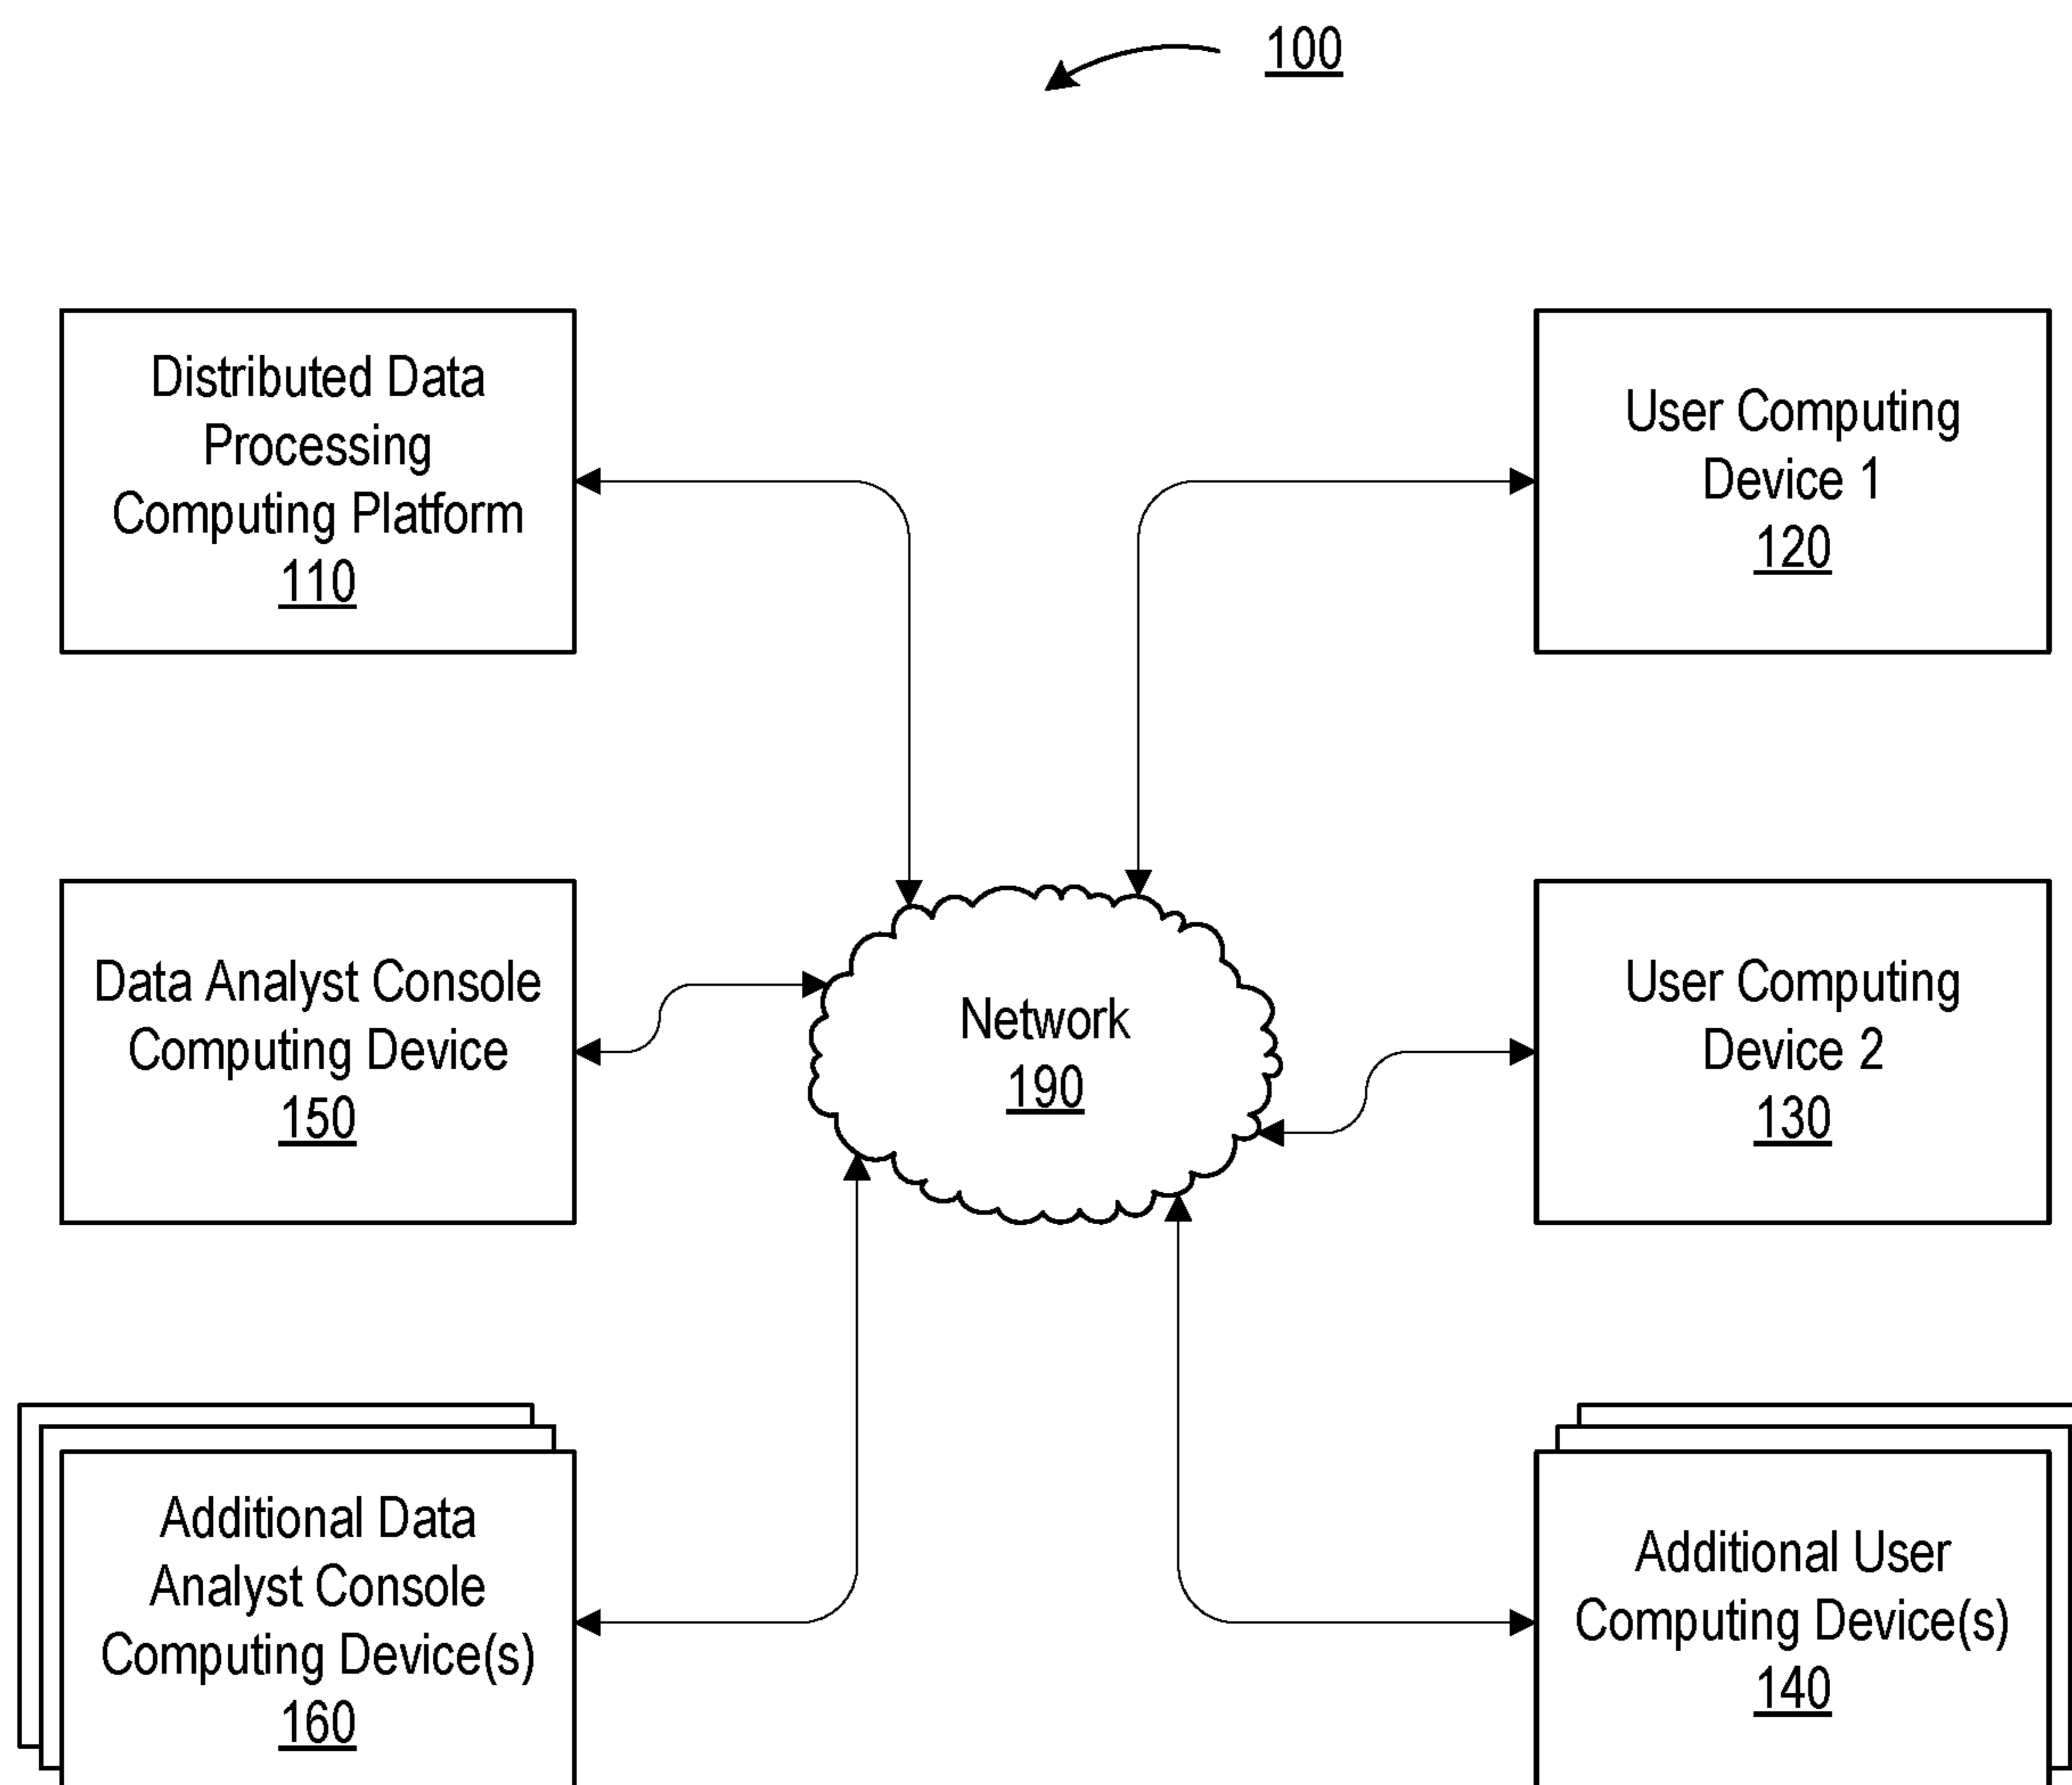 100
Distributed Data
Processing
Computing Platform
110
User Computing
Device 1
120
Data Analyst Console
Computing Device
150
Network
190
User Computing
Device 2
130
Additional Data
Analyst Console
Computing Device(s)
160
Additional User
Computing Device(s)
140